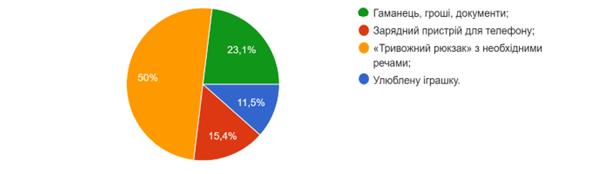 23,1%
50%
11,5%
15,4%
Гаманець, гроші, документи;
Зарядний пристрій для телефону;
«Тривожний рюкзак» з необхідними
речами;
Улюблену іграшку.